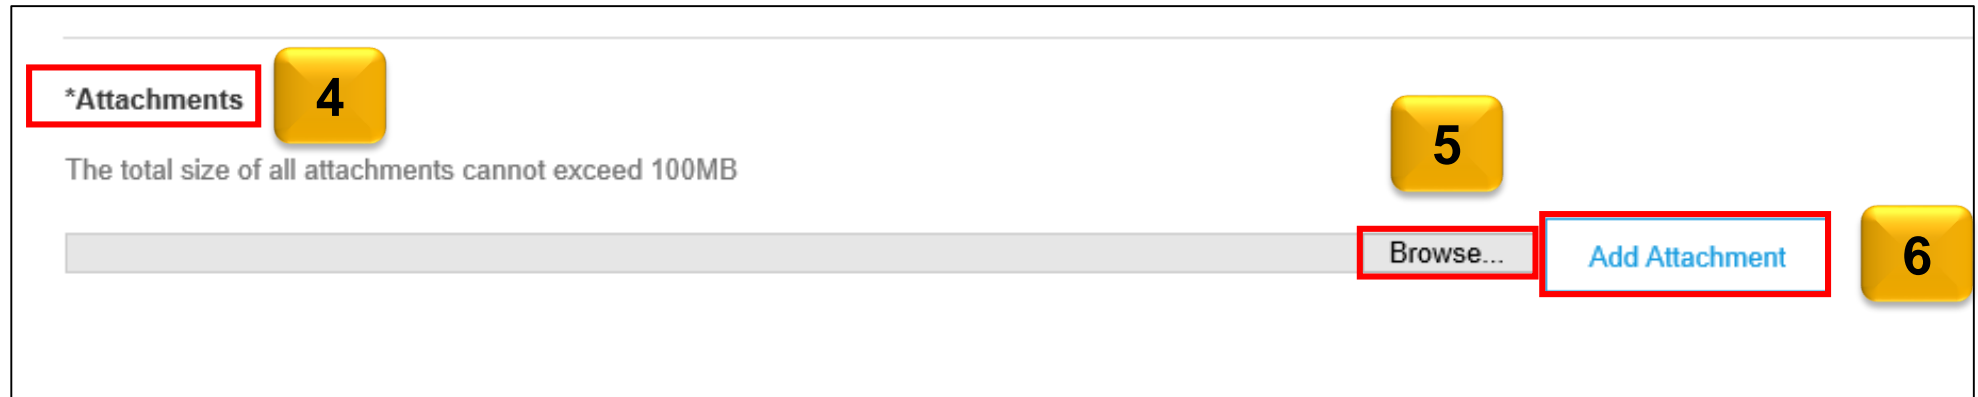 *Attachments
4
The total size of all attachments cannot exceed 100MB
5
Browse...
Add Attachment
6